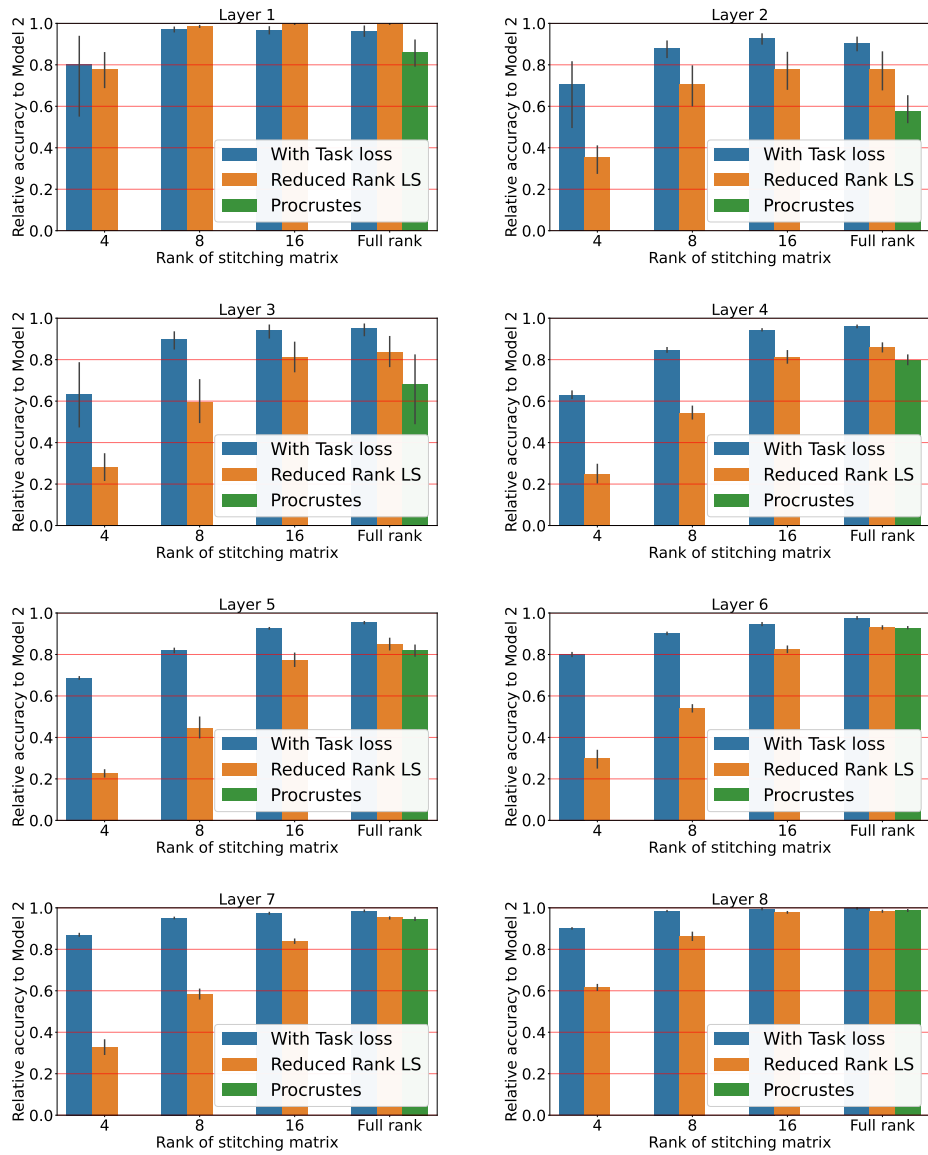 Layer 1
Relative accuracy to Model 2
1.0
0.8
0.6
0.4
0.2
0.0
With Task loss
Reduced Rank LS
Procrustes
4 8 16 Full rank
Rank of stitching matrix
Layer 2
Relative accuracy to Model 2
1.0
0.8
0.6
0.4
0.2
0.0
With Task loss
Reduced Rank LS
Procrustes
4 8 16 Full rank
Rank of stitching matrix
Layer 3
Relative accuracy to Model 2
1.0
0.8
0.6
0.4
0.2
0.0
With Task loss
Reduced Rank LS
Procrustes
4 8 16 Full rank
Rank of stitching matrix
Layer 4
Relative accuracy to Model 2
1.0
0.8
0.6
0.4
0.2
0.0
With Task loss
Reduced Rank LS
Procrustes
4 8 16 Full rank
Rank of stitching matrix
Layer 5
Relative accuracy to Model 2
1.0
0.8
0.6
0.4
0.2
0.0
With Task loss
Reduced Rank LS
Procrustes
4 8 16 Full rank
Rank of stitching matrix
Layer 6
Relative accuracy to Model 2
1.0
0.8
0.6
0.4
0.2
0.0
With Task loss
Reduced Rank LS
Procrustes
4 8 16 Full rank
Rank of stitching matrix
Layer 7
Relative accuracy to Model 2
1.0
0.8
0.6
0.4
0.2
0.0
With Task loss
Reduced Rank LS
Procrustes
4 8 16 Full rank
Rank of stitching matrix
Layer 8
Relative accuracy to Model 2
1.0
0.8
0.6
0.4
0.2
0.0
With Task loss
Reduced Rank LS
Procrustes
4 8 16 Full rank
Rank of stitching matrix